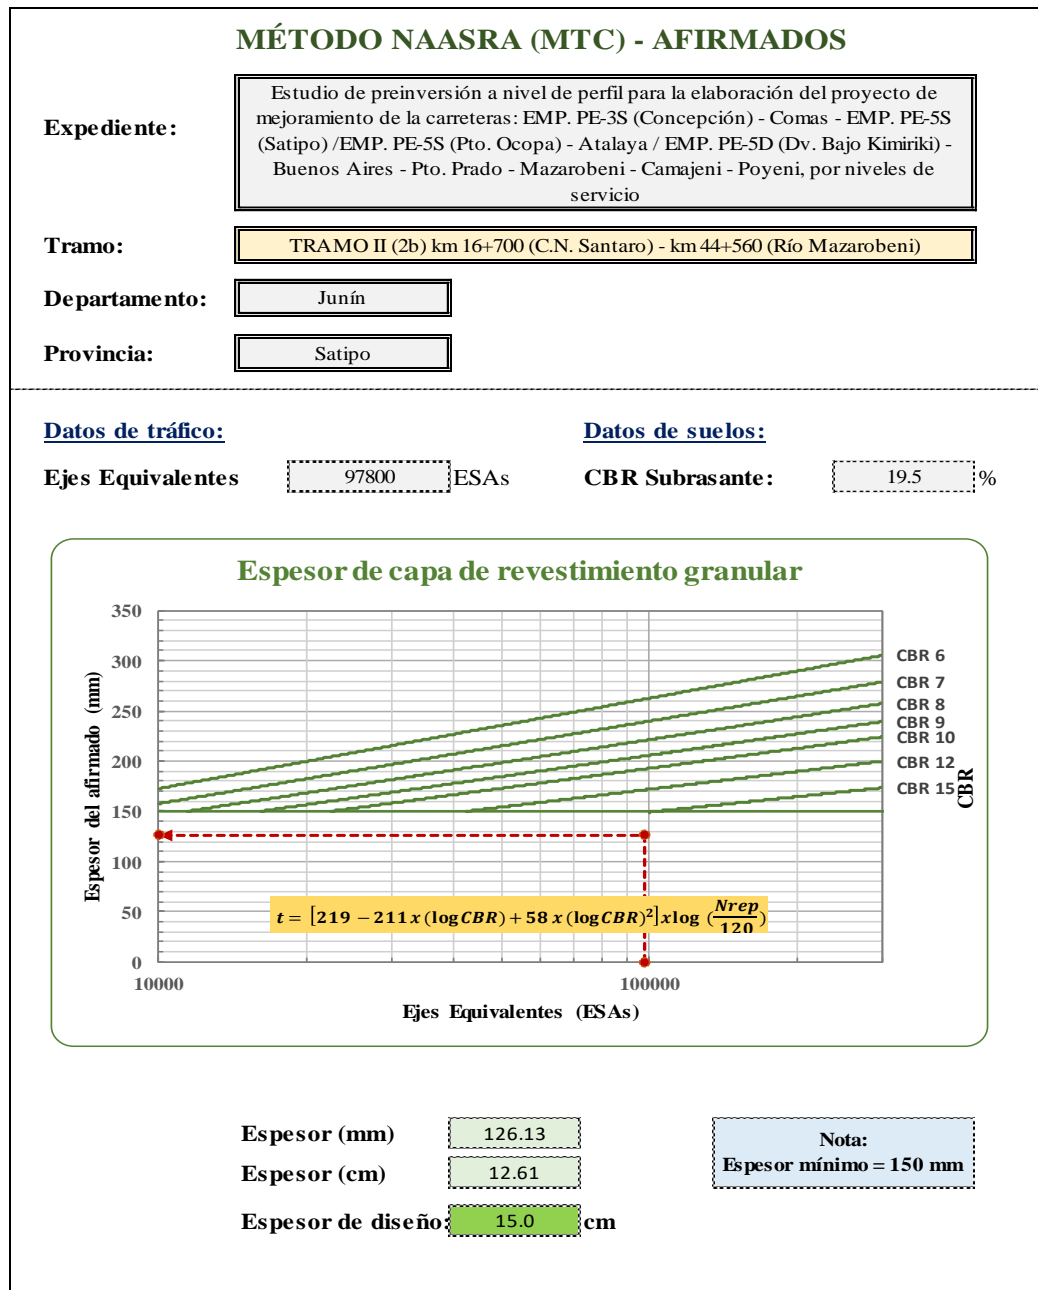 MÉTODO NAASRA (MTC) - AFIRMADOS
Expediente:
Estudio de preinversión a nivel de perfil para la elaboración del proyecto de
mejoramiento de la carreteras: EMP. PE-3S (Concepción) - Comas - EMP. PE-5S
(Satipo) /EMP. PE-5S (Pto. Ocopa) - Atalaya / EMP. PE-5D (Dv. Bajo Kimiriki) -
Buenos Aires - Pto. Prado - Mazarobeni - Camajeni - Poyeni, por niveles de
servicio
Tramo:
TRAMO II (2b) km 16+700 (C.N. Santaro) - km 44+560 (Río Mazarobeni)
Departamento:
Junín
Provincia:
Satipo
Datos de tráfico:
Datos de suelos:
Ejes Equivalentes 97800 ESAs
CBR Subrasante: 19.5 %
Espesor de capa de revestimiento granular
Espesor del afirmado (mm)
350
300
250
200
150
100
50
0
10000
100000
Ejes Equivalentes (ESAs)
CBR 6
CBR 7
CBR 8
CBR 9
CBR 10
CBR 12
CBR 15
CBR
t = [219 − 211 x (log CBR) + 58 x (log CBR)²] x log (Nrep/120)
Espesor (mm) 126.13
Espesor (cm) 12.61
Espesor de diseño: 15.0 cm
Nota:
Espesor mínimo = 150 mm